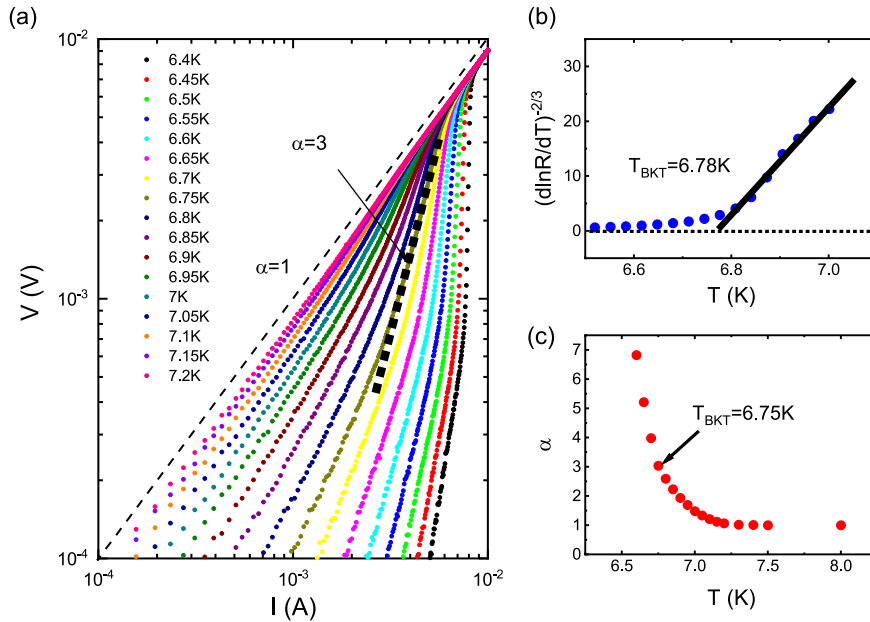 (a)
10⁻²
10⁻³
10⁻⁴
V (V)
6.4K
6.45K
6.5K
6.55K
6.6K
6.65K
6.7K
6.75K
6.8K
6.85K
6.9K
6.95K
7K
7.05K
7.1K
7.15K
7.2K
α=3
α=1
10⁻⁴ 10⁻³ 10⁻²
I (A)
(b)
30
20
10
0
(dlnR/dT)⁻²/³
T_BKT=6.78K
6.6 6.8 7.0
T (K)
(c)
7
6
5
4
3
2
1
0
α
T_BKT=6.75K
6.5 7.0 7.5 8.0
T (K)